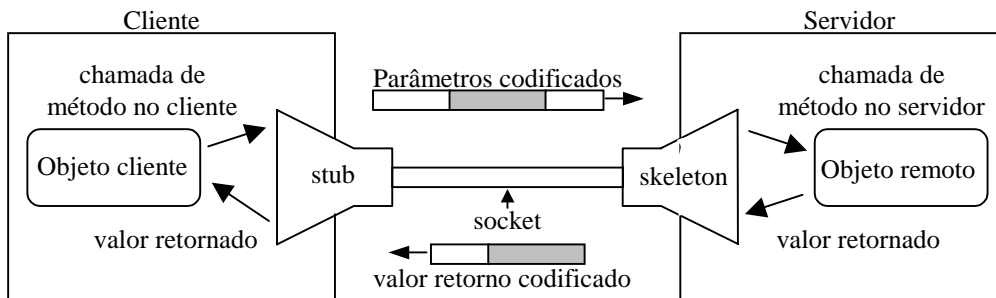 Cliente
Servidor
chamada de
método no cliente
Parâmetros codificados
chamada de
método no servidor
Objeto cliente
stub
skeleton
Objeto remoto
socket
valor retornado
valor retornado
valor retorno codificado